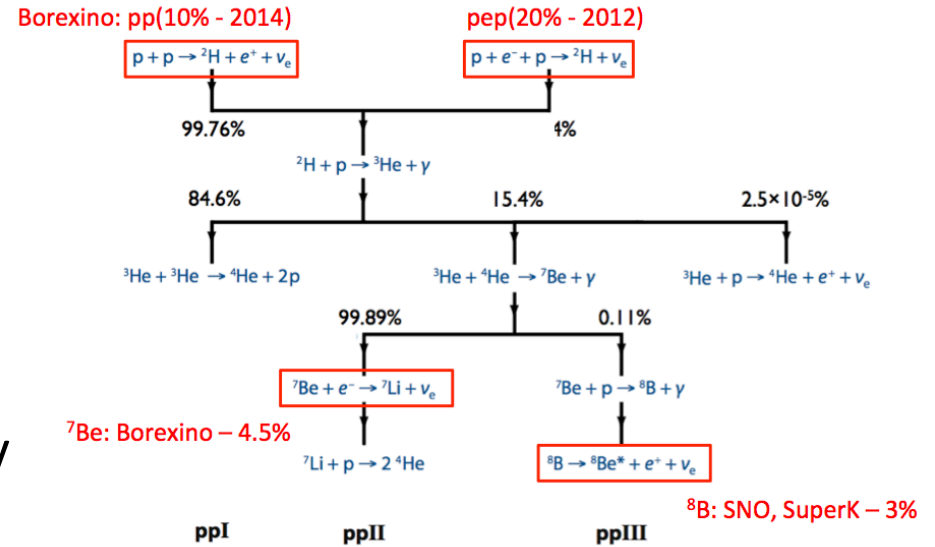 Borexino: pp(10% - 2014) pep(20% - 2012)
p + p → ²H + e⁺ + νₑ p + e⁻ + p → ²H + νₑ
99.76% 4%
²H + p → ³He + γ
84.6% 15.4% 2.5×10⁻⁵%
³He + ³He → ⁴He + 2p ³He + ⁴He → ⁷Be + γ ³He + p → ⁴He + e⁺ + νₑ
99.89% 0.11%
⁷Be + e⁻ → ⁷Li + νₑ ⁷Be + p → ⁸B + γ
⁷Be: Borexino – 4.5%
⁷Li + p → 2 ⁴He ⁸B → ⁸Be* + e⁺ + νₑ
⁸B: SNO, SuperK – 3%
ppI ppII ppIII